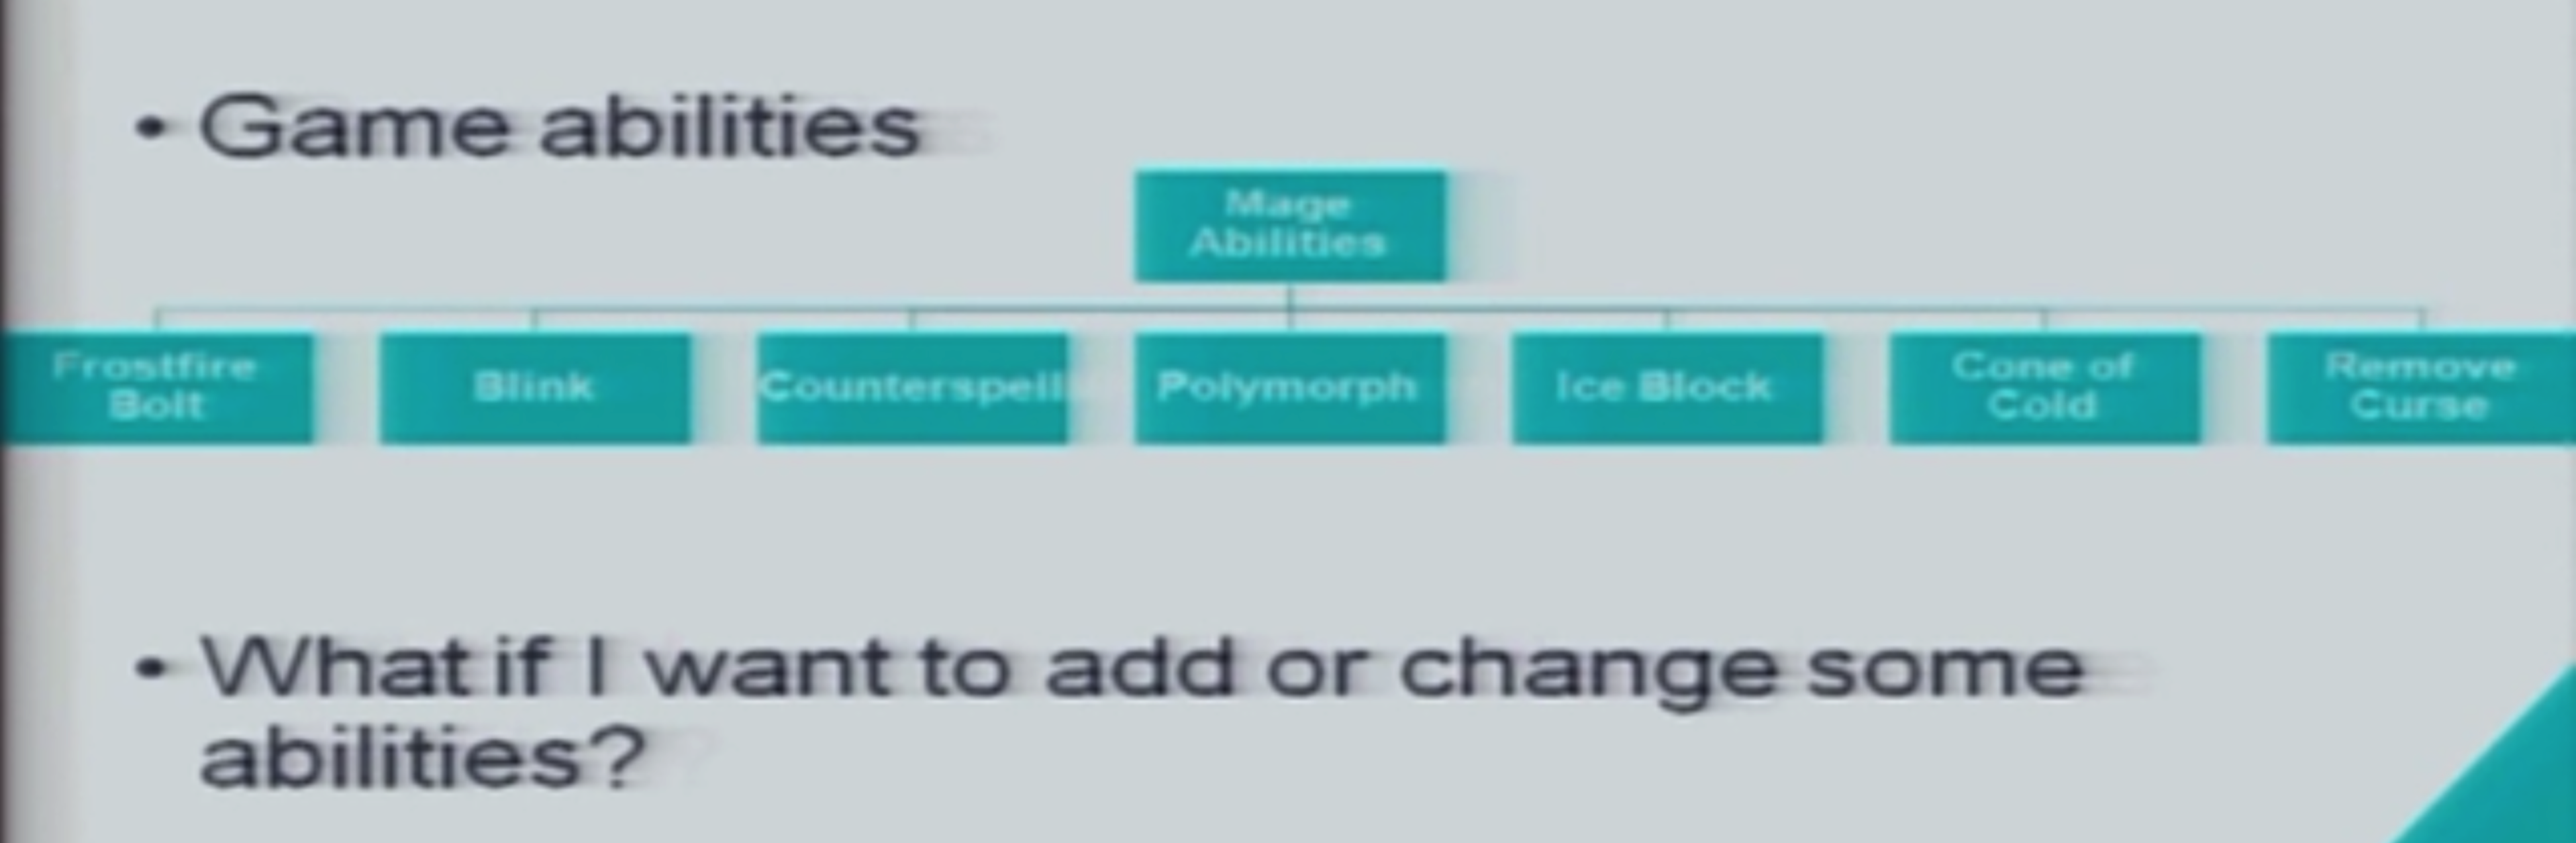 • Game abilities
Mage
Abilities
Frostfire
Bolt
Blink
Counterspell
Polymorph
Ice Block
Cone of
Cold
Remove
Curse
• What if I want to add or change some
abilities?